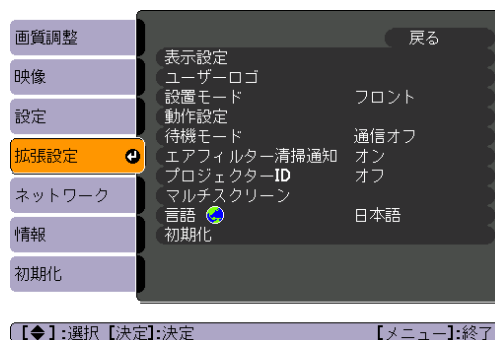 画質調整
映像
設定
拡張設定
ネットワーク
情報
初期化
戻る
表示設定
ユーザーロゴ
設置モード フロント
動作設定
待機モード 通信オフ
エアフィルター清掃通知 オン
プロジェクターID オフ
マルチスクリーン
言語 日本語
初期化
【◆】:選択 【決定】:決定 【メニュー】:終了